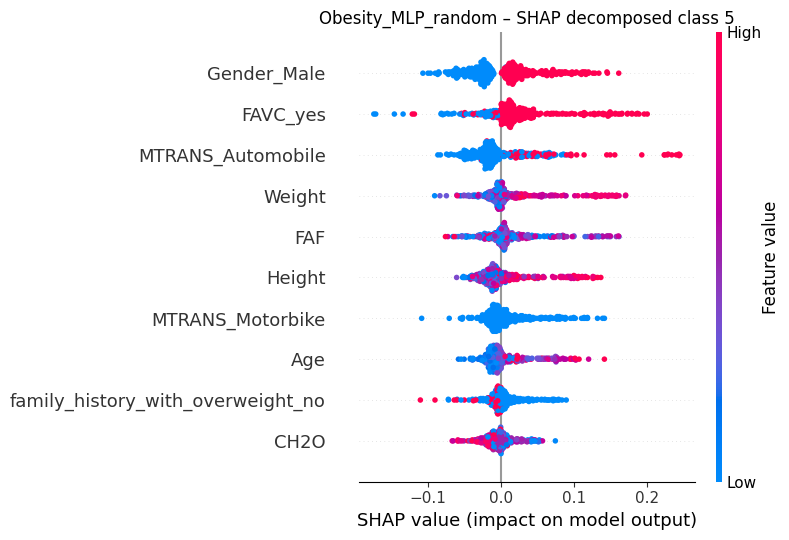 Obesity_MLP_random – SHAP decomposed class 5
High
Gender_Male
FAVC_yes
MTRANS_Automobile
Weight
FAF
Height
MTRANS_Motorbike
Age
family_history_with_overweight_no
CH2O
Feature value
Low
−0.1 0.0 0.1 0.2
SHAP value (impact on model output)